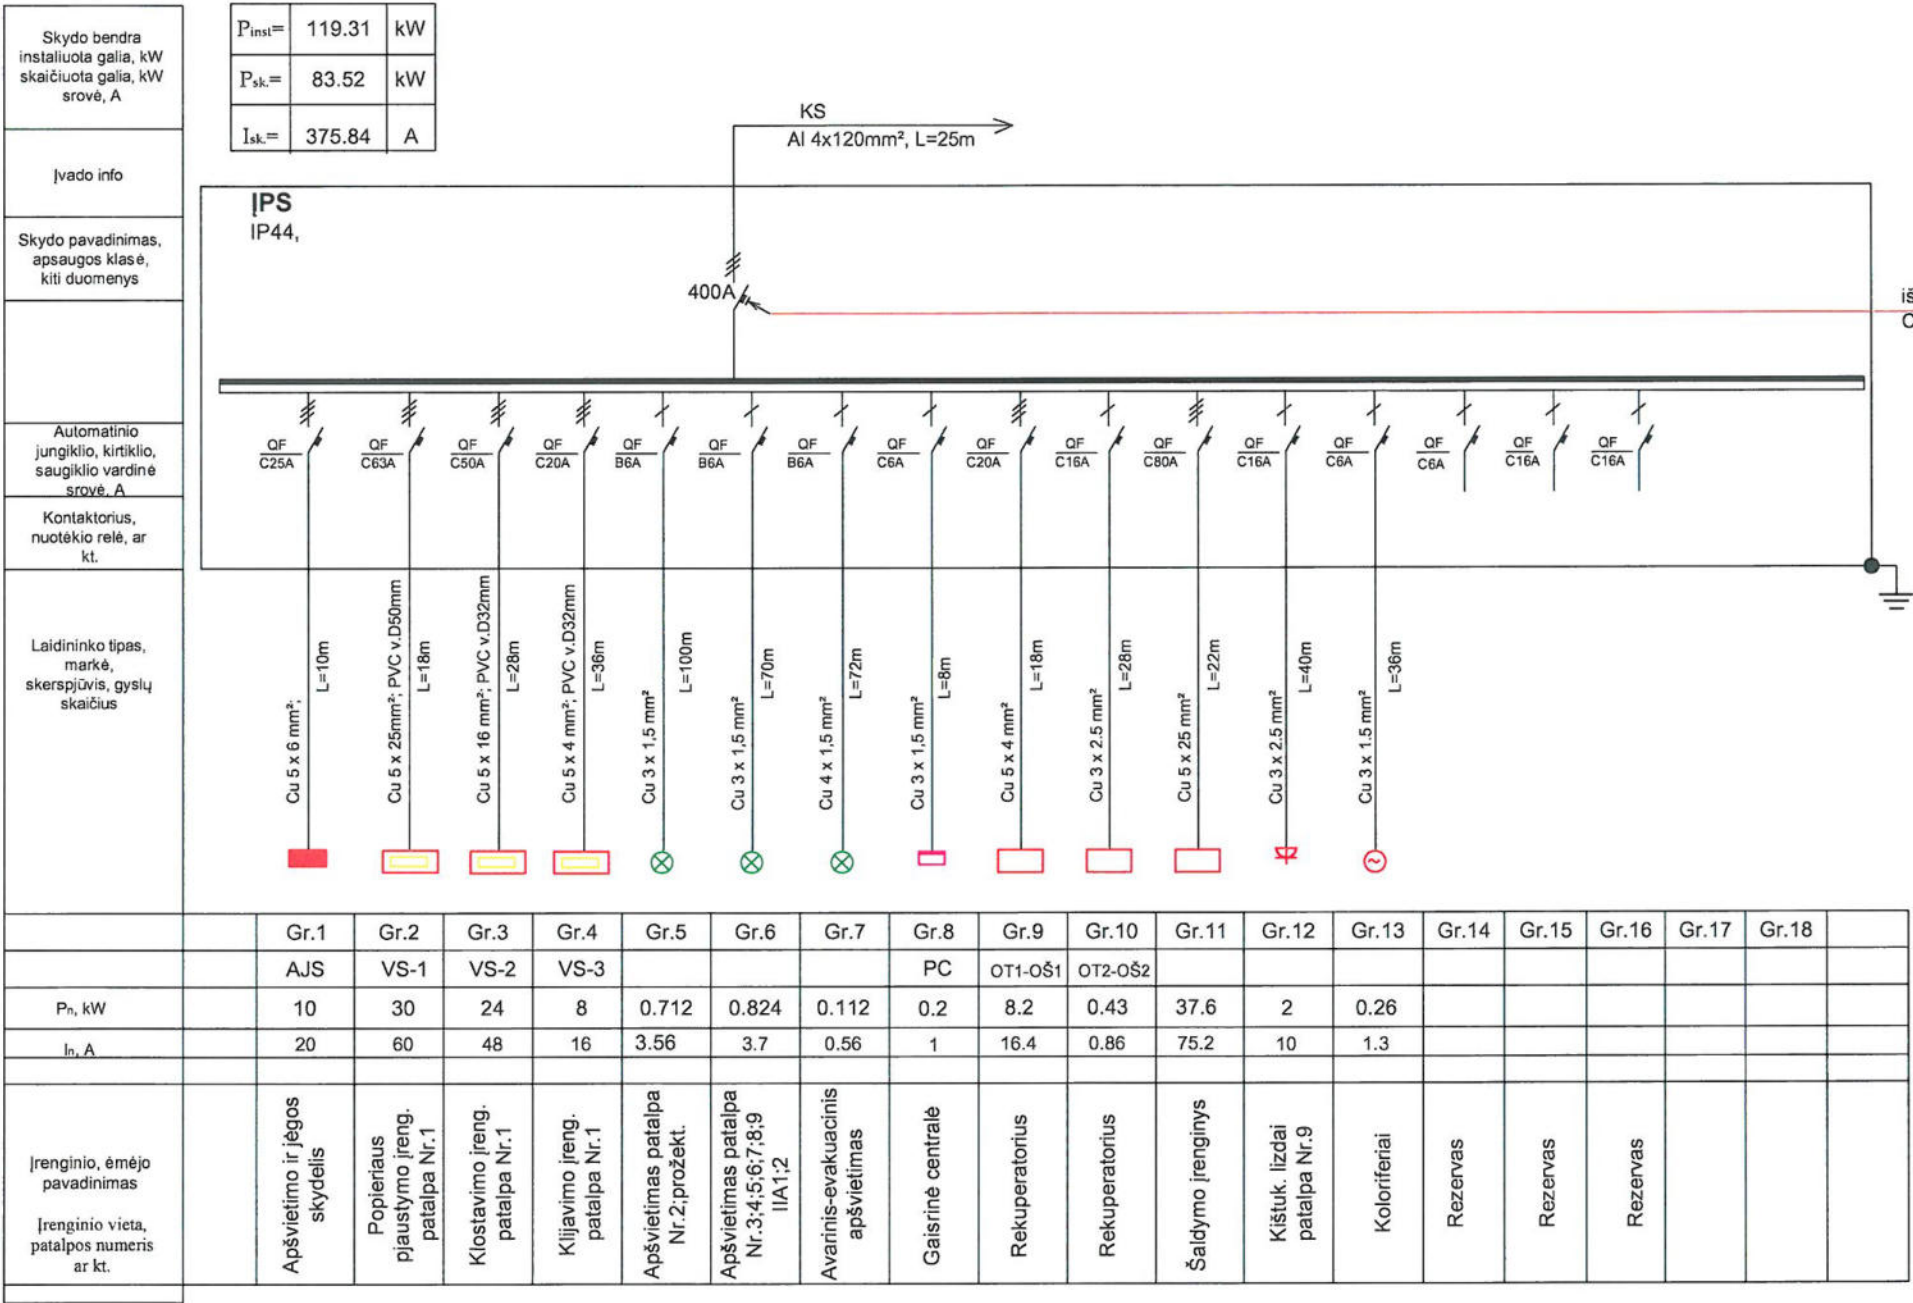 Skydo bendra
instaliuota galia, kW
skaičiuota galia, kW
srovė, A
Pinst= 119.31 kW
Psk.= 83.52 kW
Isk.= 375.84 A
Įvado info
KS
Al 4x120mm², L=25m
Skydo pavadinimas,
apsaugos klasė,
kiti duomenys
ĮPS
IP44,
400A
iš
Automatinio
jungiklio, kirtiklio,
saugiklio vardinė
srovė, A
QF QF QF QF QF QF QF QF QF QF QF QF QF QF QF QF
C25A C63A C50A C20A B6A B6A B6A C6A C20A C16A C80A C16A C6A C6A C16A C16A
Kontaktorius,
nuotėkio relė, ar
kt.
Laidininko tipas,
markė,
skerspjūvis, gyslų
skaičius
Cu 5 x 6 mm²;
L=10m
Cu 5 x 25mm²; PVC v.D50mm
L=18m
Cu 5 x 16 mm²; PVC v.D32mm
L=28m
Cu 5 x 4 mm²; PVC v.D32mm
L=36m
Cu 3 x 1,5 mm²
L=100m
Cu 3 x 1,5 mm²
L=70m
Cu 4 x 1,5 mm²
L=72m
Cu 3 x 1,5 mm²
L=8m
Cu 5 x 4 mm²
L=18m
Cu 3 x 2.5 mm²
L=28m
Cu 5 x 25 mm²
L=22m
Cu 3 x 2.5 mm²
L=40m
Cu 3 x 1.5 mm²
L=36m
Gr.1 Gr.2 Gr.3 Gr.4 Gr.5 Gr.6 Gr.7 Gr.8 Gr.9 Gr.10 Gr.11 Gr.12 Gr.13 Gr.14 Gr.15 Gr.16 Gr.17 Gr.18
AJS VS-1 VS-2 VS-3 PC OT1-OŠ1 OT2-OŠ2
Pn, kW 10 30 24 8 0.712 0.824 0.112 0.2 8.2 0.43 37.6 2 0.26
In, A 20 60 48 16 3.56 3.7 0.56 1 16.4 0.86 75.2 10 1.3
Įrenginio, ėmėjo
pavadinimas
Įrenginio vieta,
patalpos numeris
ar kt.
Apšvietimo ir jėgos
skydelis
Popieriaus
pjaustymo įreng.
patalpa Nr.1
Klostavimo įreng.
patalpa Nr.1
Klijavimo įreng.
patalpa Nr.1
Apšvietimas patalpa
Nr.2;prožekt.
Apšvietimas patalpa
Nr.3;4;5;6;7;8;9
IIA1;2
Avarinis-evakuacinis
apšvietimas
Gaisrinė centralė
Rekuperatorius
Rekuperatorius
Šaldymo įrenginys
Kištuk. lizdai
patalpa Nr.9
Koloriferiai
Rezervas
Rezervas
Rezervas